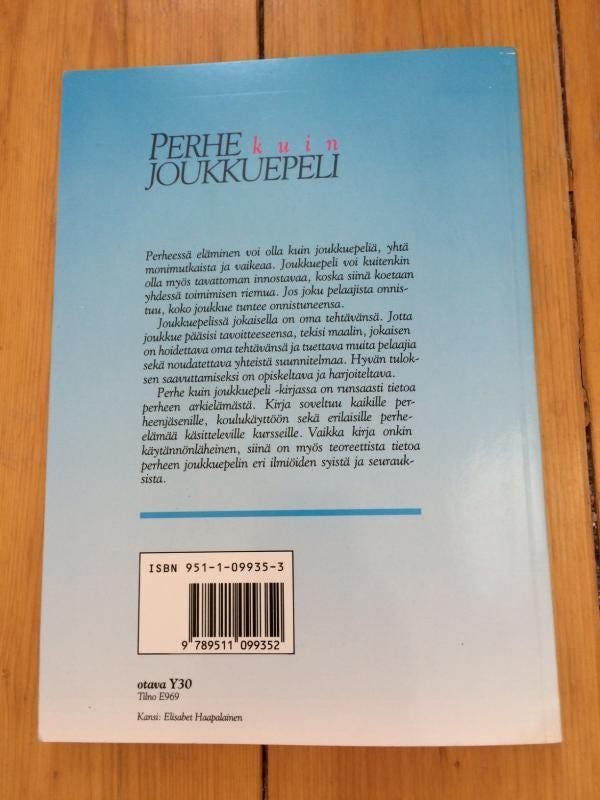 PERHE kuin
JOUKKUEPELI
Perheessä eläminen voi olla kuin joukkuepeliä, yhtä
monimutkaista ja vaikeaa. Joukkuepeli voi kuitenkin
olla myös tavattoman innostavaa, koska siinä koetaan
yhdessä toimimisen riemua. Jos joku pelaajista onnis-
tuu, koko joukkue tuntee onnistuneensa.
Joukkuepelissä jokaisella on oma tehtävänsä. Jotta
joukkue pääsisi tavoitteeseensa, tekisi maalin, jokaisen
on hoidettava oma tehtävänsä ja tuettava muita pelaajia
sekä noudatettava yhteistä suunnitelmaa. Hyvän tulok-
sen saavuttamiseksi on opiskeltava ja harjoiteltava.
Perhe kuin joukkuepeli -kirjassa on runsaasti tietoa
perheen arkielämästä. Kirja soveltuu kaikille per-
heenjäsenille, koulukäyttöön sekä erilaisille perhe-
elämää käsitteleville kursseille. Vaikka kirja onkin
käytännönläheinen, siinä on myös teoreettista tietoa
perheen joukkuepelin eri ilmiöiden syistä ja seurauk-
sista.
ISBN 951-1-09935-3
9 789511 099352
otava Y30
Tilno E969
Kansi: Elisabet Haapalainen